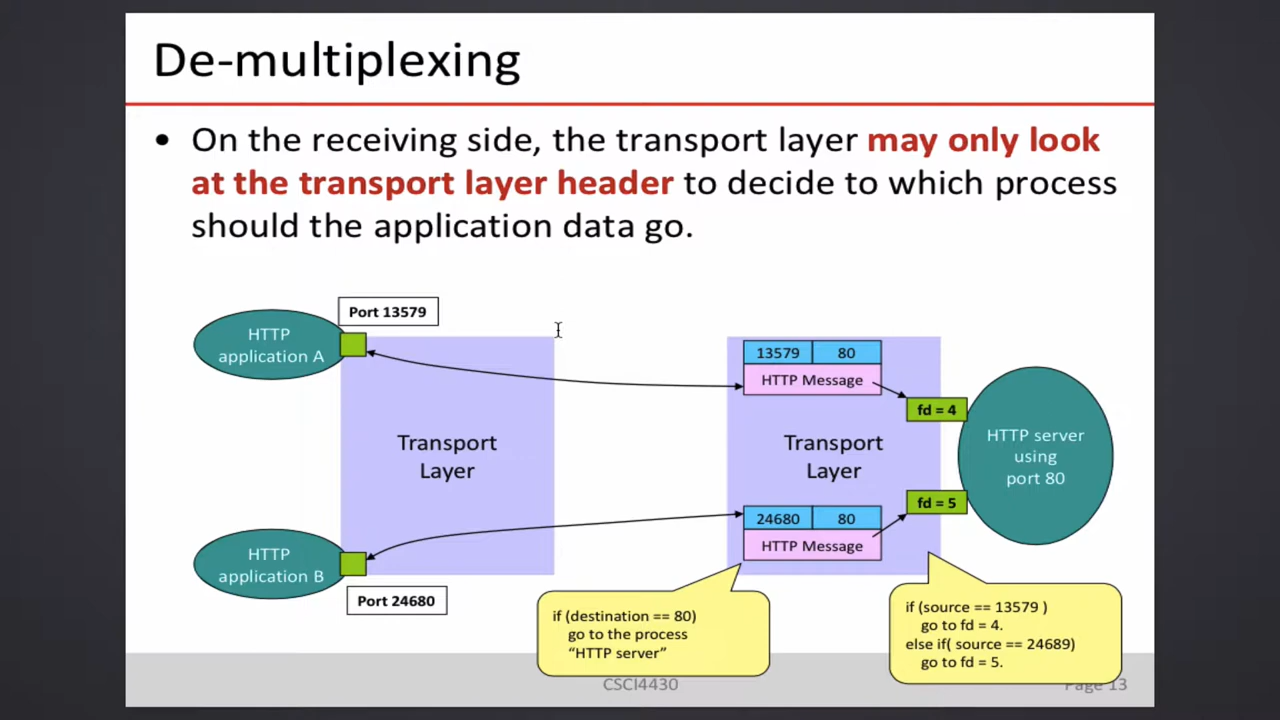 De-multiplexing
• On the receiving side, the transport layer may only look
at the transport layer header to decide to which process
should the application data go.
Port 13579
HTTP
application A
13579 80
HTTP Message
fd = 4
Transport
Layer
Transport
Layer
HTTP server
using
port 80
fd = 5
24680 80
HTTP Message
HTTP
application B
Port 24680
if (destination == 80)
go to the process
“HTTP server”
if (source == 13579 )
go to fd = 4.
else if( source == 24689)
go to fd = 5.
CSCI4430
Page 13